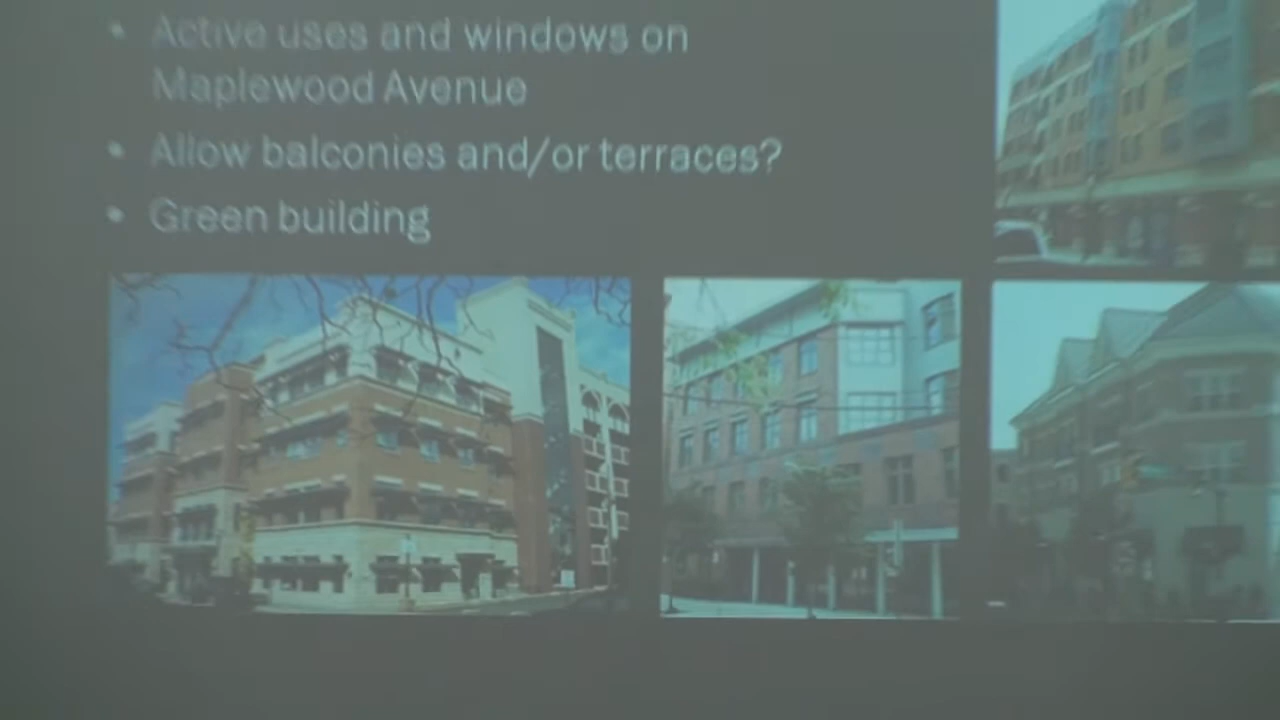 • Active uses and windows on
Maplewood Avenue
• Allow balconies and/or terraces?
• Green building